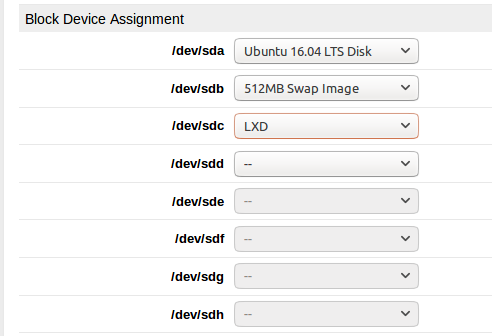 Block Device Assignment
/dev/sda Ubuntu 16.04 LTS Disk
/dev/sdb 512MB Swap Image
/dev/sdc LXD
/dev/sdd --
/dev/sde --
/dev/sdf --
/dev/sdg --
/dev/sdh --